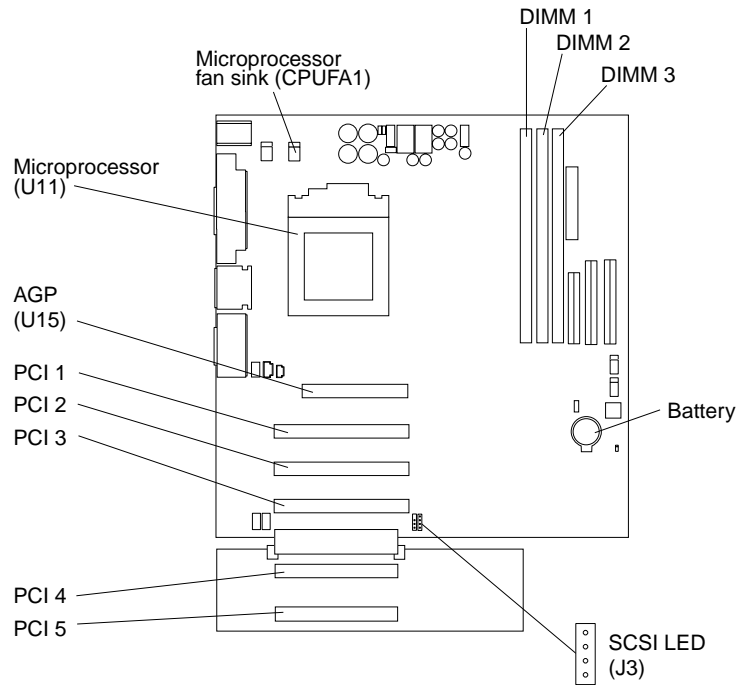 DIMM 1
DIMM 2
DIMM 3
Microprocessor
fan sink (CPUFA1)
Microprocessor
(U11)
AGP
(U15)
PCI 1
PCI 2
PCI 3
Battery
PCI 4
PCI 5
SCSI LED
(J3)